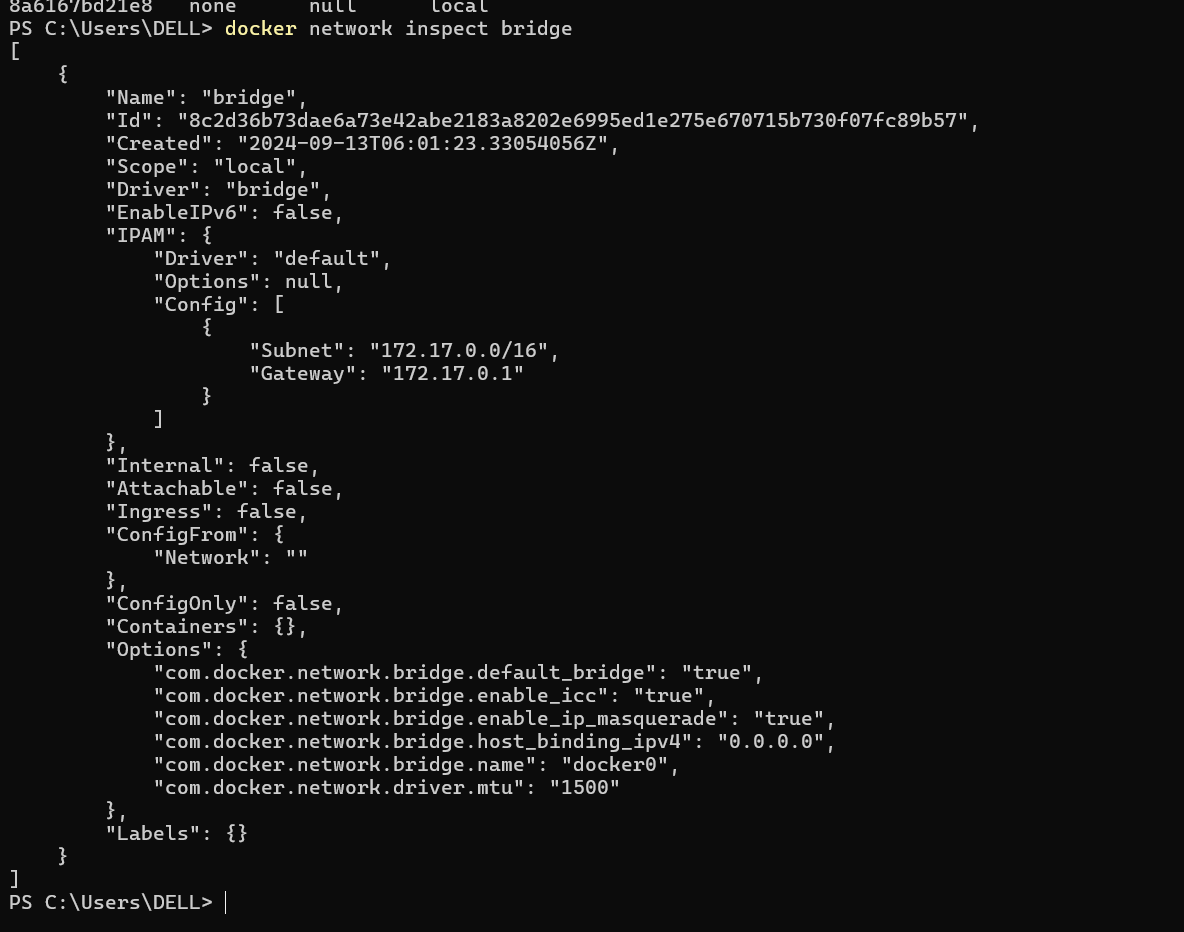 8a6167bd21e8   none      null      local
PS C:\Users\DELL> docker network inspect bridge
[
    {
        "Name": "bridge",
        "Id": "8c2d36b73dae6a73e42abe2183a8202e6995ed1e275e670715b730f07fc89b57",
        "Created": "2024-09-13T06:01:23.33054056Z",
        "Scope": "local",
        "Driver": "bridge",
        "EnableIPv6": false,
        "IPAM": {
            "Driver": "default",
            "Options": null,
            "Config": [
                {
                    "Subnet": "172.17.0.0/16",
                    "Gateway": "172.17.0.1"
                }
            ]
        },
        "Internal": false,
        "Attachable": false,
        "Ingress": false,
        "ConfigFrom": {
            "Network": ""
        },
        "ConfigOnly": false,
        "Containers": {},
        "Options": {
            "com.docker.network.bridge.default_bridge": "true",
            "com.docker.network.bridge.enable_icc": "true",
            "com.docker.network.bridge.enable_ip_masquerade": "true",
            "com.docker.network.bridge.host_binding_ipv4": "0.0.0.0",
            "com.docker.network.bridge.name": "docker0",
            "com.docker.network.driver.mtu": "1500"
        },
        "Labels": {}
    }
]
PS C:\Users\DELL>